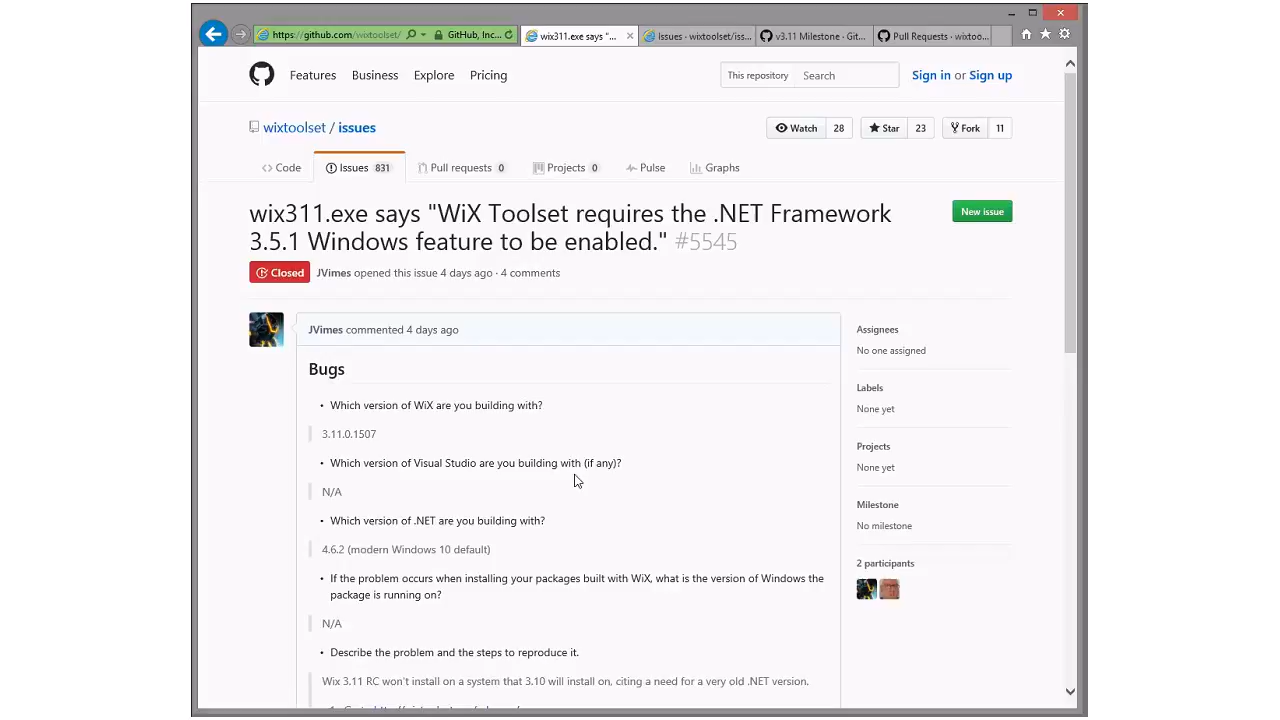 https://github.com/wixtoolset/
GitHub, Inc...
wix311.exe says "...
Issues · wixtoolset/iss...
v3.11 Milestone · Git...
Pull Requests · wixtoo...
Features
Business
Explore
Pricing
This repository
Search
Sign in or Sign up
wixtoolset / issues
Watch 28
Star 23
Fork 11
Code
Issues 831
Pull requests 0
Projects 0
Pulse
Graphs
wix311.exe says "WiX Toolset requires the .NET Framework
3.5.1 Windows feature to be enabled." #5545
New issue
Closed
JVimes opened this issue 4 days ago · 4 comments
JVimes commented 4 days ago
Bugs
• Which version of WiX are you building with?
3.11.0.1507
• Which version of Visual Studio are you building with (if any)?
N/A
• Which version of .NET are you building with?
4.6.2 (modern Windows 10 default)
• If the problem occurs when installing your packages built with WiX, what is the version of Windows the
package is running on?
N/A
• Describe the problem and the steps to reproduce it.
Wix 3.11 RC won't install on a system that 3.10 will install on, citing a need for a very old .NET version.
Assignees
No one assigned
Labels
None yet
Projects
None yet
Milestone
No milestone
2 participants